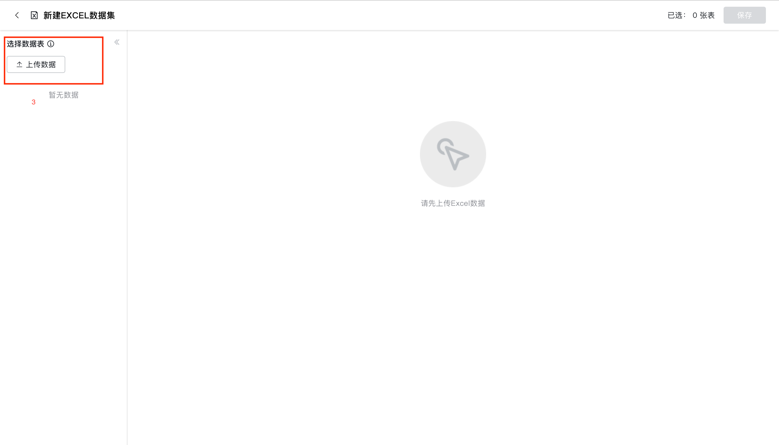 新建EXCEL数据集
已选： 0 张表
保存
选择数据表
上传数据
暂无数据
3
请先上传Excel数据